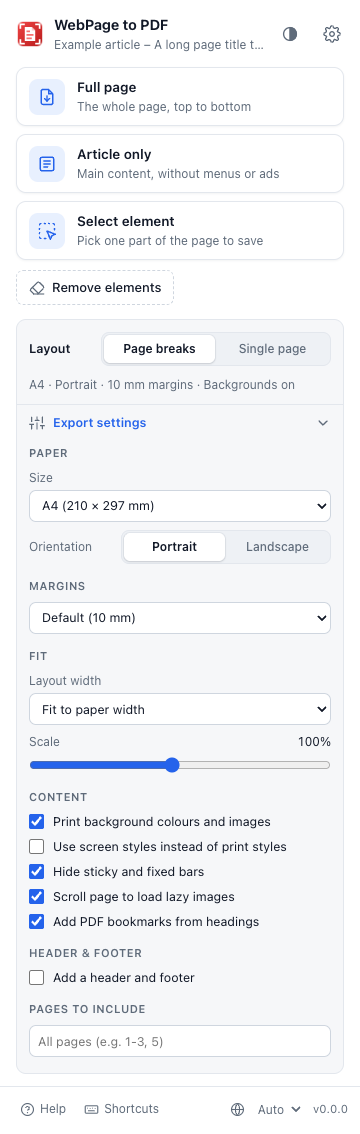 WebPage to PDF
Example article – A long page title t…
Full page
The whole page, top to bottom
Article only
Main content, without menus or ads
Select element
Pick one part of the page to save
Remove elements
Layout Page breaks Single page
A4 · Portrait · 10 mm margins · Backgrounds on
Export settings
PAPER
Size
A4 (210 × 297 mm)
Orientation Portrait Landscape
MARGINS
Default (10 mm)
FIT
Layout width
Fit to paper width
Scale 100%
CONTENT
Print background colours and images
Use screen styles instead of print styles
Hide sticky and fixed bars
Scroll page to load lazy images
Add PDF bookmarks from headings
HEADER & FOOTER
Add a header and footer
PAGES TO INCLUDE
All pages (e.g. 1-3, 5)
Help Shortcuts Auto v0.0.0